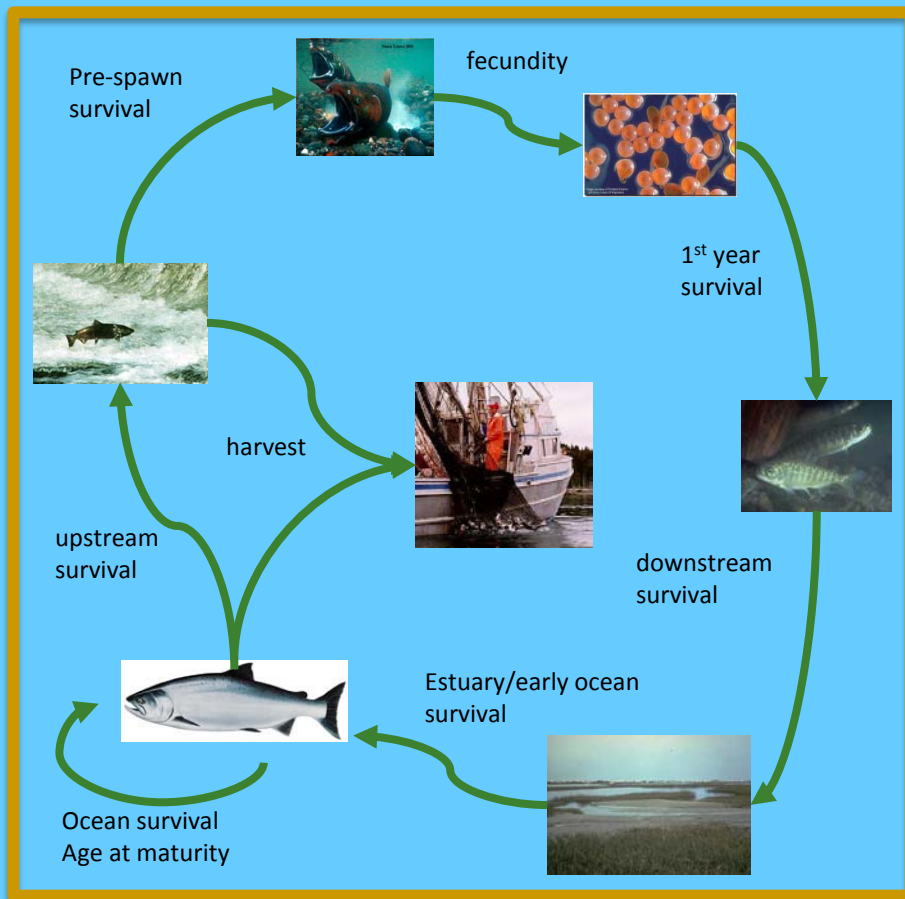 Pre-spawn
survival
fecundity
1st year
survival
harvest
upstream
survival
downstream
survival
Estuary/early ocean
survival
Ocean survival
Age at maturity